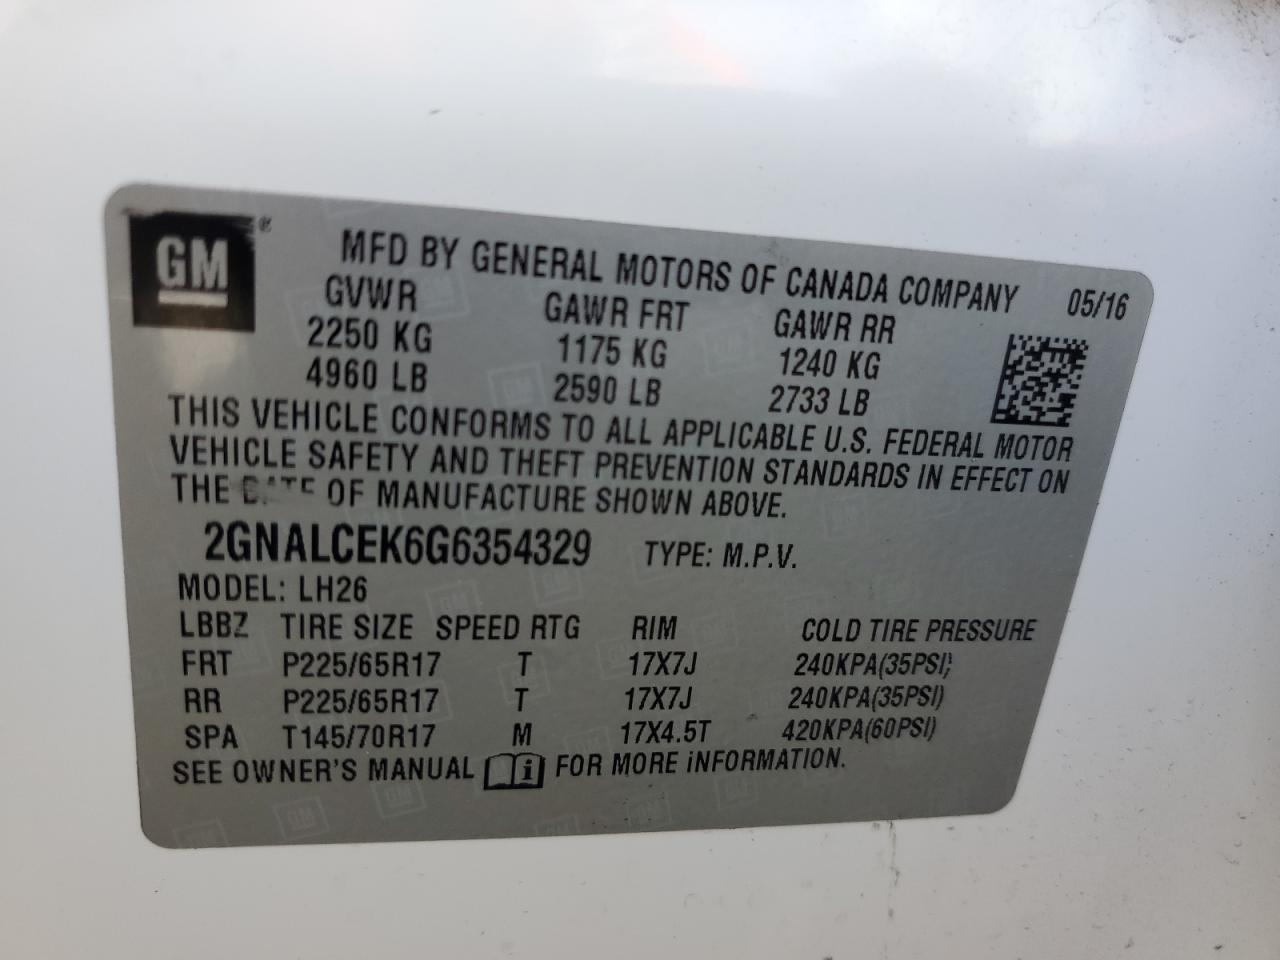 GM ®
MFD BY GENERAL MOTORS OF CANADA COMPANY 05/16
GVWR GAWR FRT GAWR RR
2250 KG 1175 KG 1240 KG
4960 LB 2590 LB 2733 LB
THIS VEHICLE CONFORMS TO ALL APPLICABLE U.S. FEDERAL MOTOR
VEHICLE SAFETY AND THEFT PREVENTION STANDARDS IN EFFECT ON
THE DATE OF MANUFACTURE SHOWN ABOVE.
2GNALCEK6G6354329 TYPE: M.P.V.
MODEL: LH26
LBBZ TIRE SIZE SPEED RTG RIM COLD TIRE PRESSURE
FRT P225/65R17 T 17X7J 240KPA(35PSI)
RR P225/65R17 T 17X7J 240KPA(35PSI)
SPA T145/70R17 M 17X4.5T 420KPA(60PSI)
SEE OWNER'S MANUAL i FOR MORE iNFORMATION.